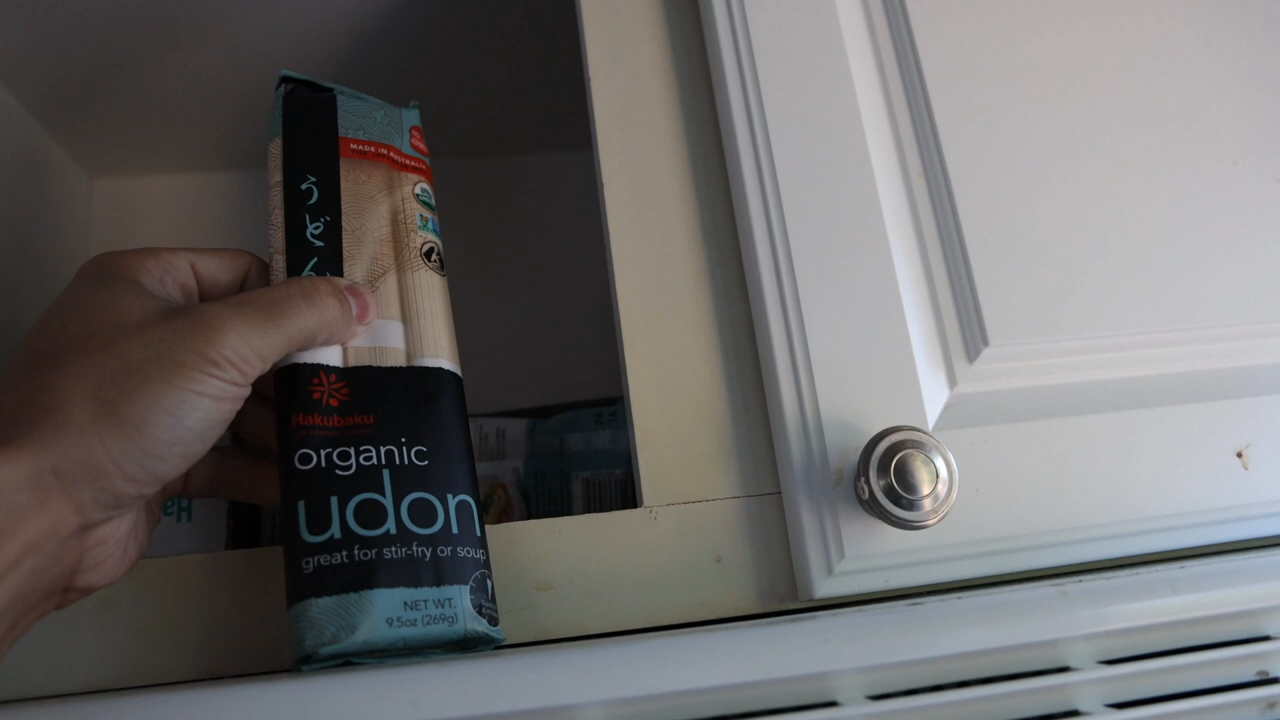 MADE IN AUSTRALIA
うどん
Hakubaku
organic
udon
great for stir-fry or soup
NET WT.
9.5oz (269g)